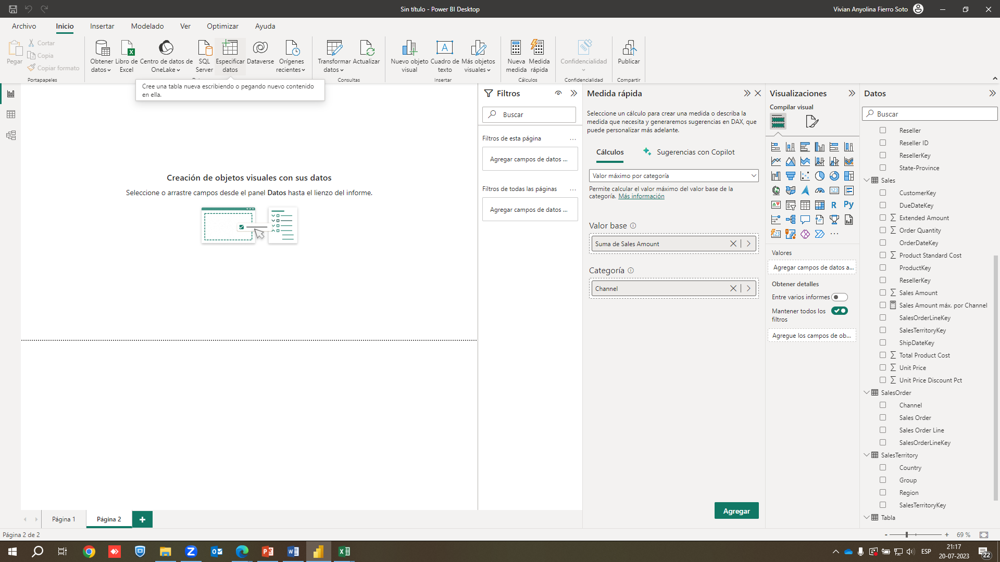 Sin título - Power BI Desktop
Vivian Anyolina Fierro Soto
Archivo
Inicio
Insertar
Modelado
Ver
Optimizar
Ayuda
Pegar
Cortar
Copia
Copiar formato
Portapapeles
Obtener
datos
Libro de
Excel
Centro de datos de
OneLake
SQL
Server
Especificar
datos
Dataverse
Orígenes
recientes
Transformar
datos
Actualizar
Consultas
Nuevo objeto
visual
Cuadro de
texto
Más objetos
visuales
Insertar
Nueva
medida
Medida
rápida
Cálculos
Confidencialidad
Confidencialidad
Publicar
Compartir
Cree una tabla nueva escribiendo o pegando nuevo contenido
en ella.
Creación de objetos visuales con sus datos
Seleccione o arrastre campos desde el panel Datos hasta el lienzo del informe.
Filtros
Buscar
Filtros de esta página
Agregar campos de datos ...
Filtros de todas las páginas
Agregar campos de datos ...
Medida rápida
Seleccione un cálculo para crear una medida o describa la
medida que necesita y generaremos sugerencias en DAX, que
puede personalizar más adelante.
Cálculos
Sugerencias con Copilot
Valor máximo por categoría
Permite calcular el valor máximo del valor base de la
categoría. Más información
Valor base
Suma de Sales Amount
Categoría
Channel
Agregar
Visualizaciones
Compilar visual
R
Py
123
123
Valores
Agregar campos de datos a...
Obtener detalles
Entre varios informes
Mantener todos los
filtros
Agregue los campos de ob...
Datos
Buscar
Reseller
Reseller ID
ResellerKey
State-Province
Sales
CustomerKey
DueDateKey
Extended Amount
Order Quantity
OrderDateKey
Product Standard Cost
ProductKey
ResellerKey
Sales Amount
Sales Amount máx. por Channel
SalesOrderLineKey
SalesTerritoryKey
ShipDateKey
Total Product Cost
Unit Price
Unit Price Discount Pct
SalesOrder
Channel
Sales Order
Sales Order Line
SalesOrderLineKey
SalesTerritory
Country
Group
Region
SalesTerritoryKey
Tabla
Página 1
Página 2
Página 2 de 2
- + 69 %
ESP
21:17
20-07-2023
22